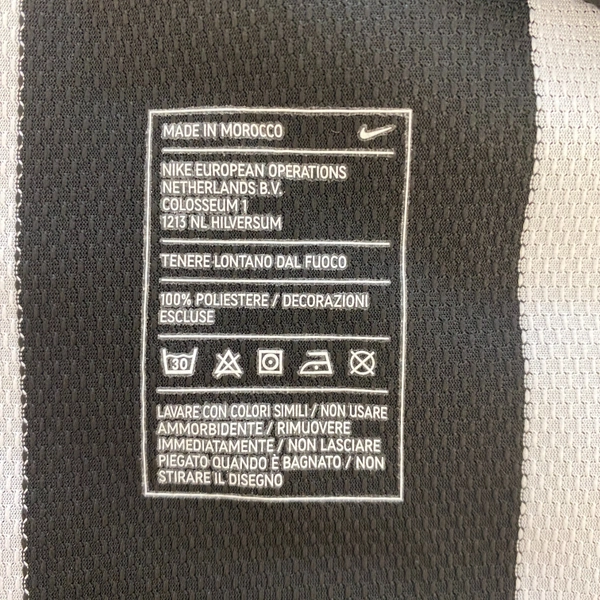 MADE IN MOROCCO
NIKE EUROPEAN OPERATIONS
NETHERLANDS B.V.
COLOSSEUM 1
1213 NL HILVERSUM
TENERE LONTANO DAL FUOCO
100% POLIESTERE / DECORAZIONI
ESCLUSE
30
LAVARE CON COLORI SIMILI / NON USARE
AMMORBIDENTE / RIMUOVERE
IMMEDIATAMENTE / NON LASCIARE
PIEGATO QUANDO È BAGNATO / NON
STIRARE IL DISEGNO